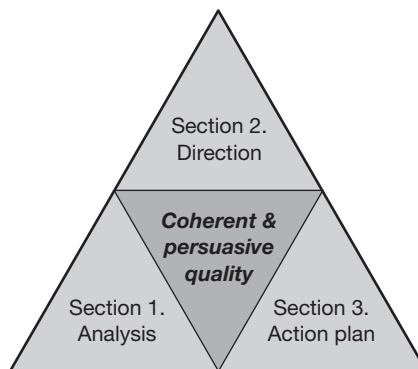 Section 2.
Direction
Coherent &
persuasive
quality
Section 1.
Analysis
Section 3.
Action plan